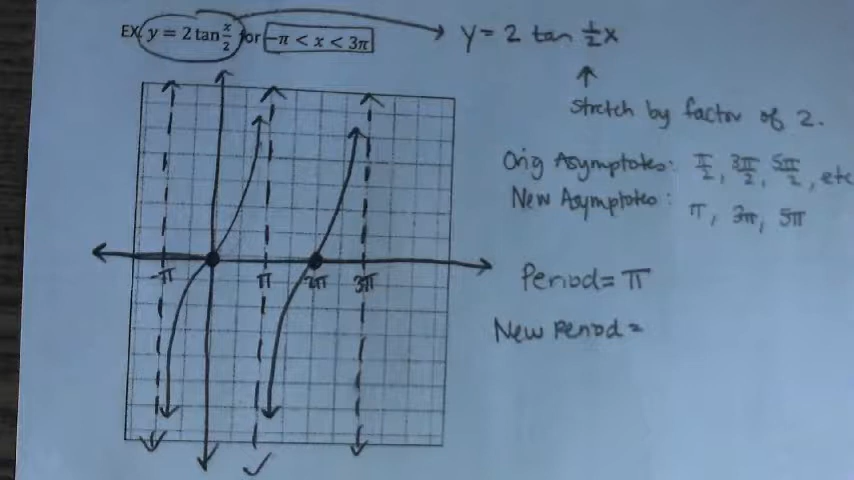 EX. y = 2 tan x/2 for -π < x < 3π
y = 2 tan 1/2 x
stretch by factor of 2.
Orig Asymptotes: π/2, 3π/2, 5π/2, etc
New Asymptotes: π, 3π, 5π
-π π 2π 3π
Period = π
New Period =